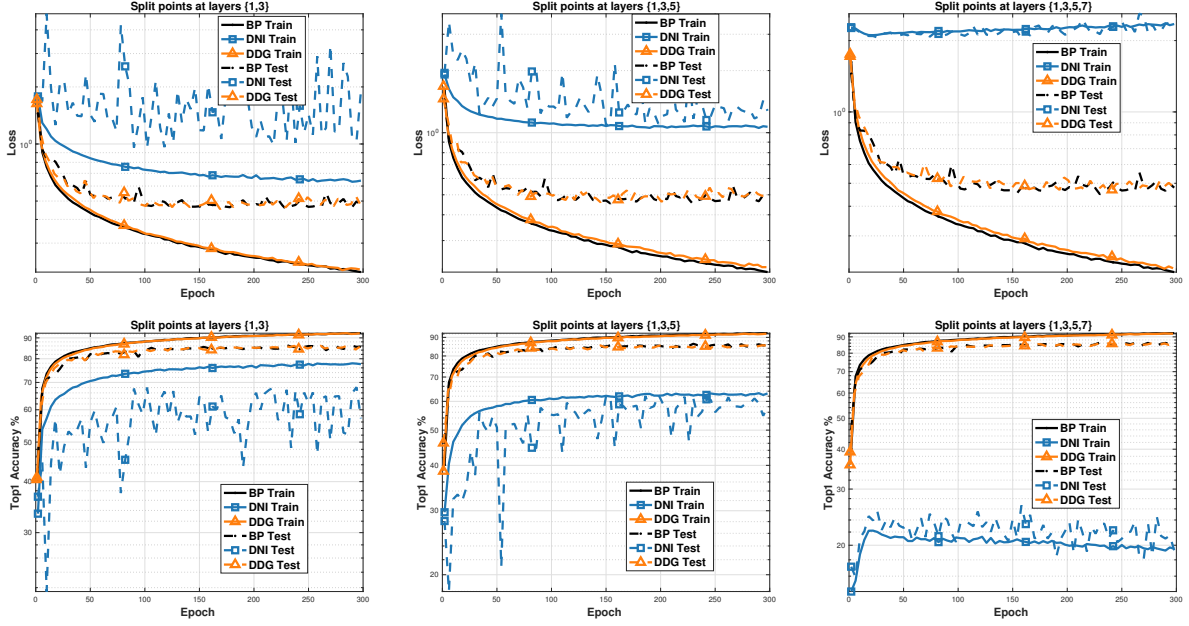 Split points at layers {1,3}
BP Train
DNI Train
DDG Train
BP Test
DNI Test
DDG Test
Loss
10^0
0 50 100 150 200 250 300
Epoch
Split points at layers {1,3,5}
BP Train
DNI Train
DDG Train
BP Test
DNI Test
DDG Test
Loss
10^0
0 50 100 150 200 250 300
Epoch
Split points at layers {1,3,5,7}
BP Train
DNI Train
DDG Train
BP Test
DNI Test
DDG Test
Loss
10^0
0 50 100 150 200 250 300
Epoch
Split points at layers {1,3}
Top1 Accuracy %
90
80
70
60
50
40
30
BP Train
DNI Train
DDG Train
BP Test
DNI Test
DDG Test
0 50 100 150 200 250 300
Epoch
Split points at layers {1,3,5}
Top1 Accuracy %
90
80
70
60
50
40
30
20
BP Train
DNI Train
DDG Train
BP Test
DNI Test
DDG Test
0 50 100 150 200 250 300
Epoch
Split points at layers {1,3,5,7}
Top1 Accuracy %
90
80
70
60
50
40
30
20
BP Train
DNI Train
DDG Train
BP Test
DNI Test
DDG Test
0 50 100 150 200 250 300
Epoch